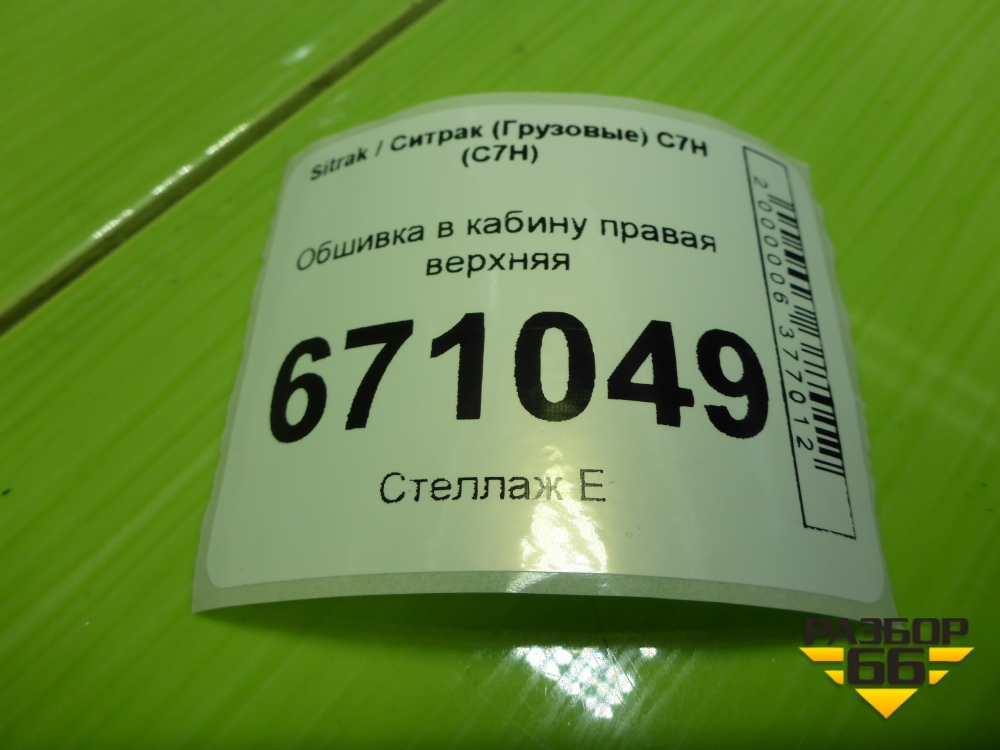 Sitrak / Ситрак (Грузовые) C7H
(C7H)
Обшивка в кабину правая
верхняя
671049
Стеллаж Е
2000006377012
РАЗБОР
66